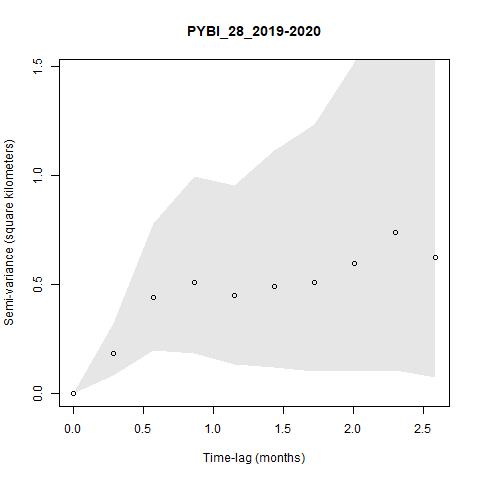 PYBI_28_2019-2020
Semi-variance (square kilometers)
1.5
1.0
0.5
0.0
0.0 0.5 1.0 1.5 2.0 2.5
Time-lag (months)